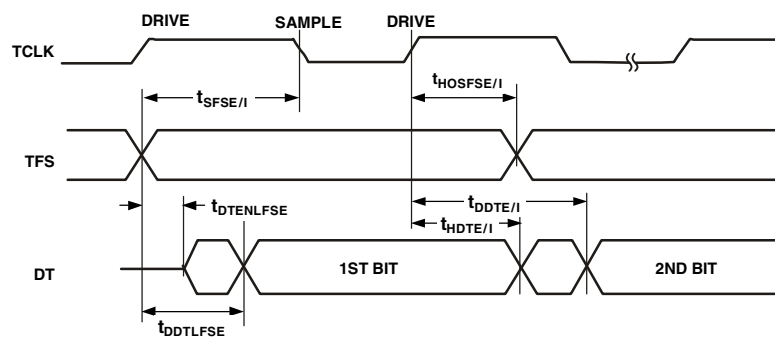 DRIVE SAMPLE DRIVE
TCLK
tHOSFSE/I
tSFSE/I
TFS
tDDTE/I
tDTENLFSE
tHDTE/I
DT 1ST BIT 2ND BIT
tDDTLFSE